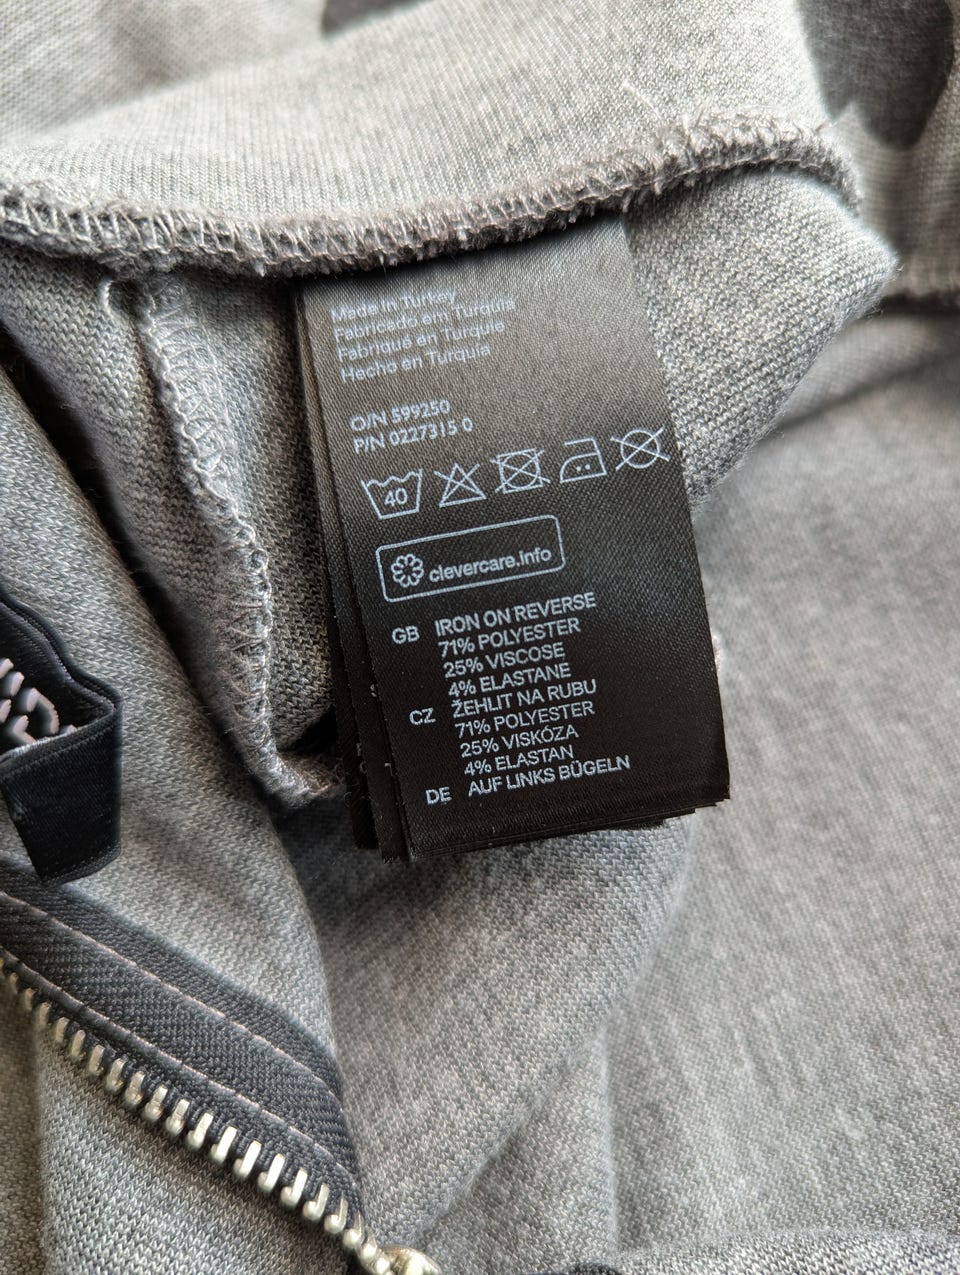 Made in Turkey
Fabricado em Turquia
Fabriqué en Turquie
Hecho en Turquía
O/N 599250
P/N 0227315 0
40
clevercare.info
GB IRON ON REVERSE
71% POLYESTER
25% VISCOSE
4% ELASTANE
CZ ŽEHLIT NA RUBU
71% POLYESTER
25% VISKÓZA
4% ELASTAN
DE AUF LINKS BÜGELN